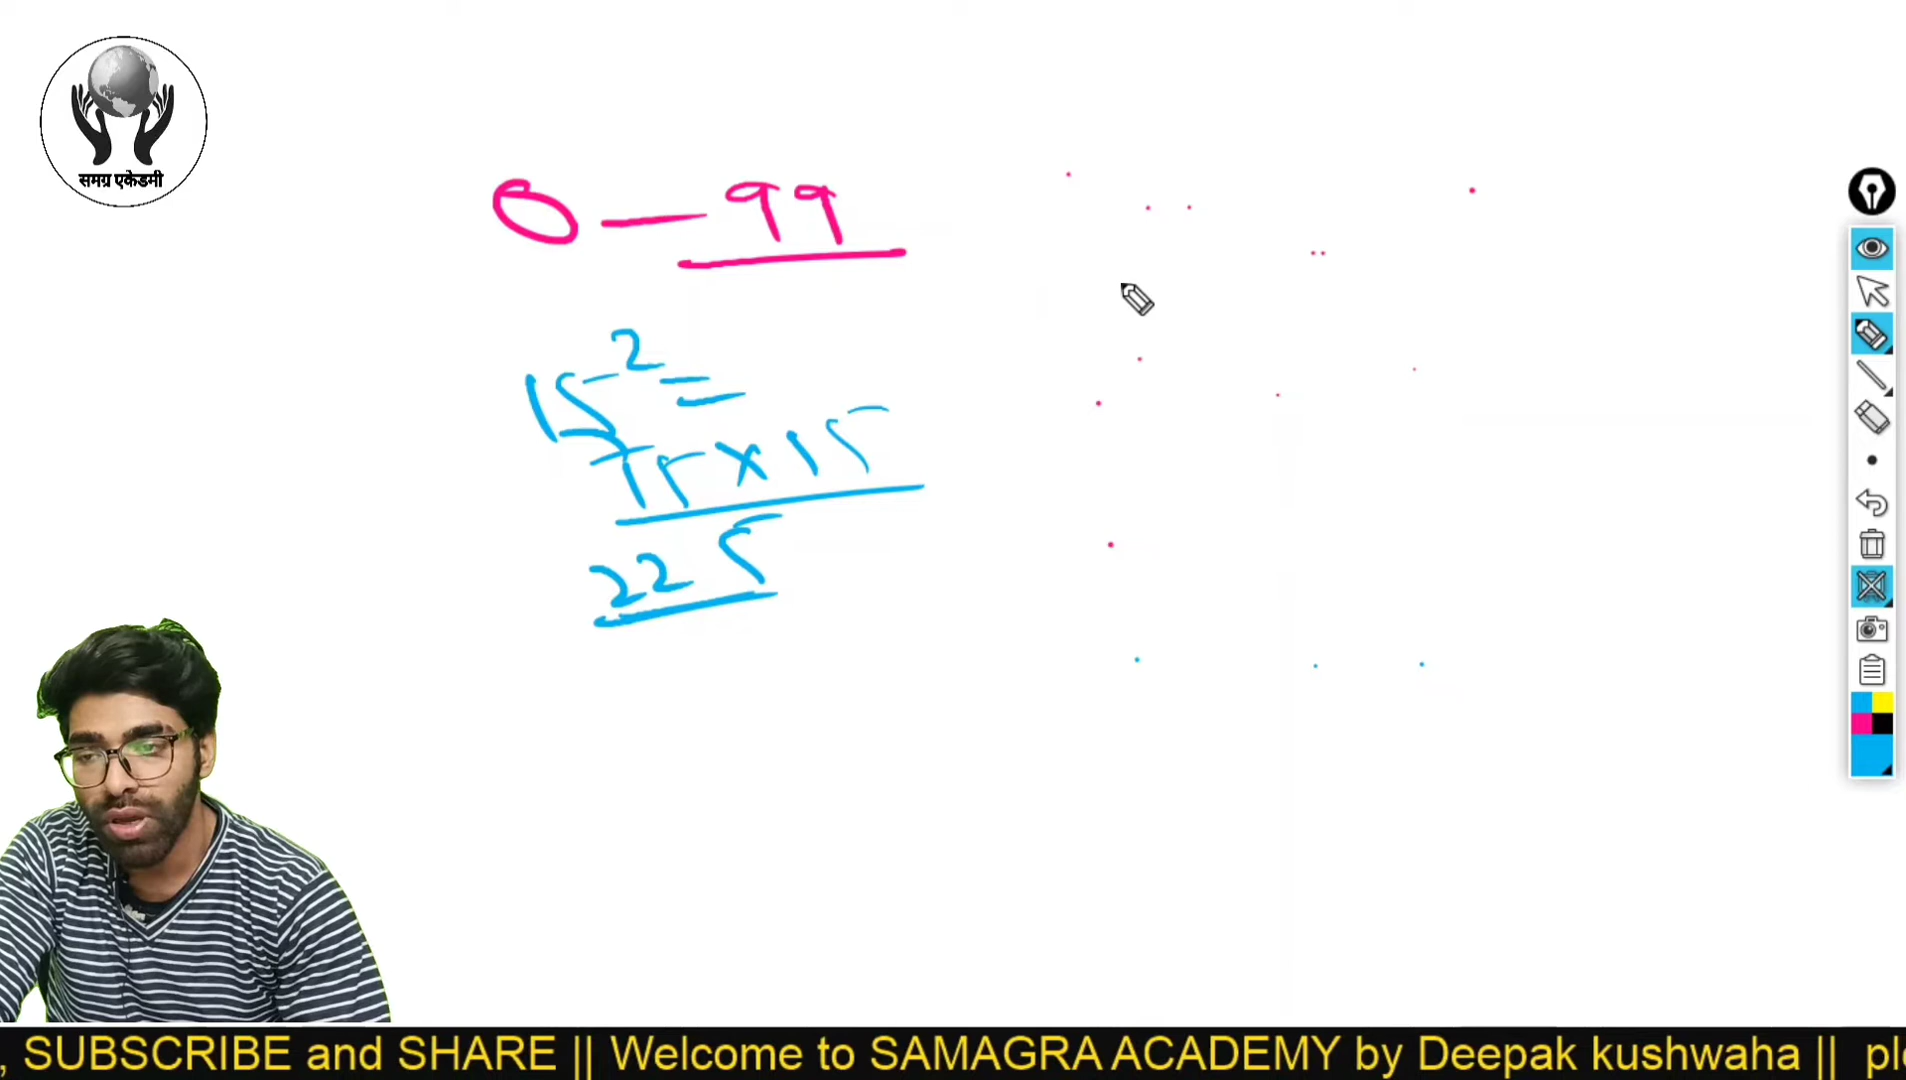 समग्र एकेडमी
0 — 99
15² =
15 × 15
225
, SUBSCRIBE and SHARE || Welcome to SAMAGRA ACADEMY by Deepak kushwaha || ple